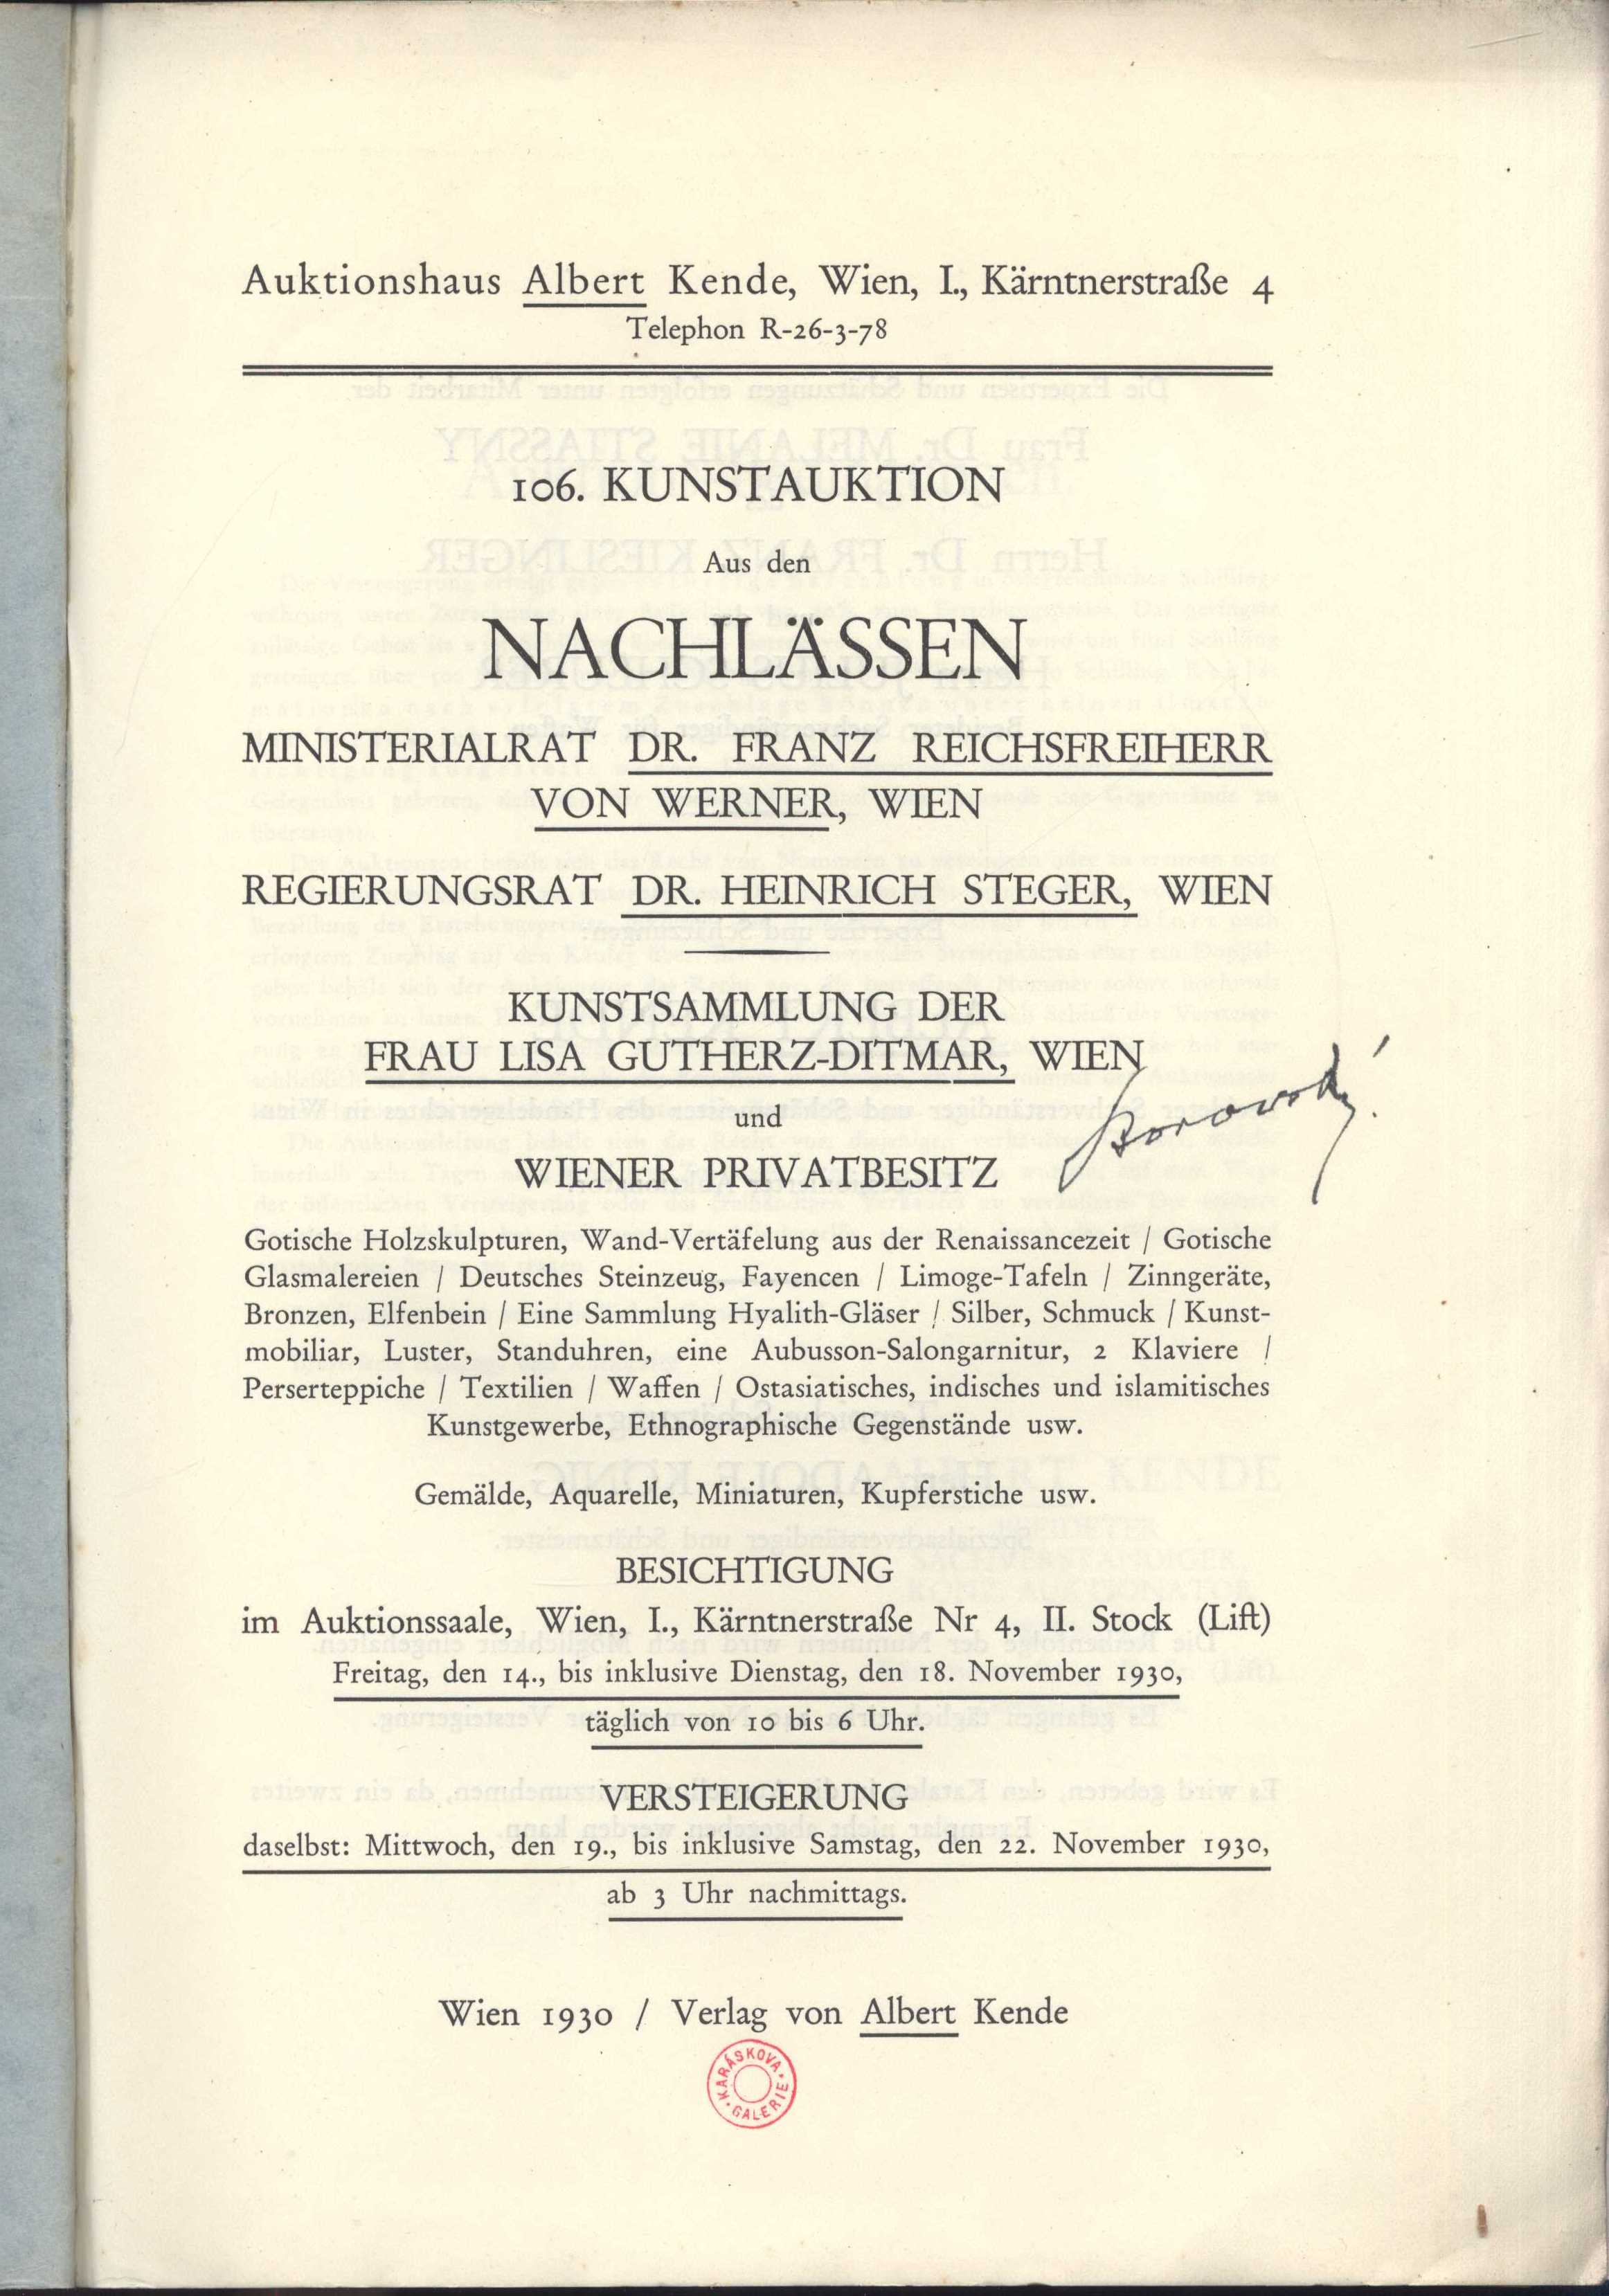 Auktionshaus Albert Kende, Wien, I., Kärntnerstraße 4
Telephon R-26-3-78
106. KUNSTAUKTION
Aus den
NACHLÄSSEN
MINISTERIALRAT DR. FRANZ REICHSFREIHERR
VON WERNER, WIEN
REGIERUNGSRAT DR. HEINRICH STEGER, WIEN
KUNSTSAMMLUNG DER
FRAU LISA GUTHERZ-DITMAR, WIEN
und
WIENER PRIVATBESITZ
Gotische Holzskulpturen, Wand-Vertäfelung aus der Renaissancezeit / Gotische
Glasmalereien / Deutsches Steinzeug, Fayencen / Limoge-Tafeln / Zinngeräte,
Bronzen, Elfenbein / Eine Sammlung Hyalith-Gläser / Silber, Schmuck / Kunst-
mobiliar, Luster, Standuhren, eine Aubusson-Salongarnitur, 2 Klaviere /
Perserteppiche / Textilien / Waffen / Ostasiatisches, indisches und islamitisches
Kunstgewerbe, Ethnographische Gegenstände usw.
Gemälde, Aquarelle, Miniaturen, Kupferstiche usw.
BESICHTIGUNG
im Auktionssaale, Wien, I., Kärntnerstraße Nr 4, II. Stock (Lift)
Freitag, den 14., bis inklusive Dienstag, den 18. November 1930,
täglich von 10 bis 6 Uhr.
VERSTEIGERUNG
daselbst: Mittwoch, den 19., bis inklusive Samstag, den 22. November 1930,
ab 3 Uhr nachmittags.
Wien 1930 / Verlag von Albert Kende
KARÁSKOVA GALERIE